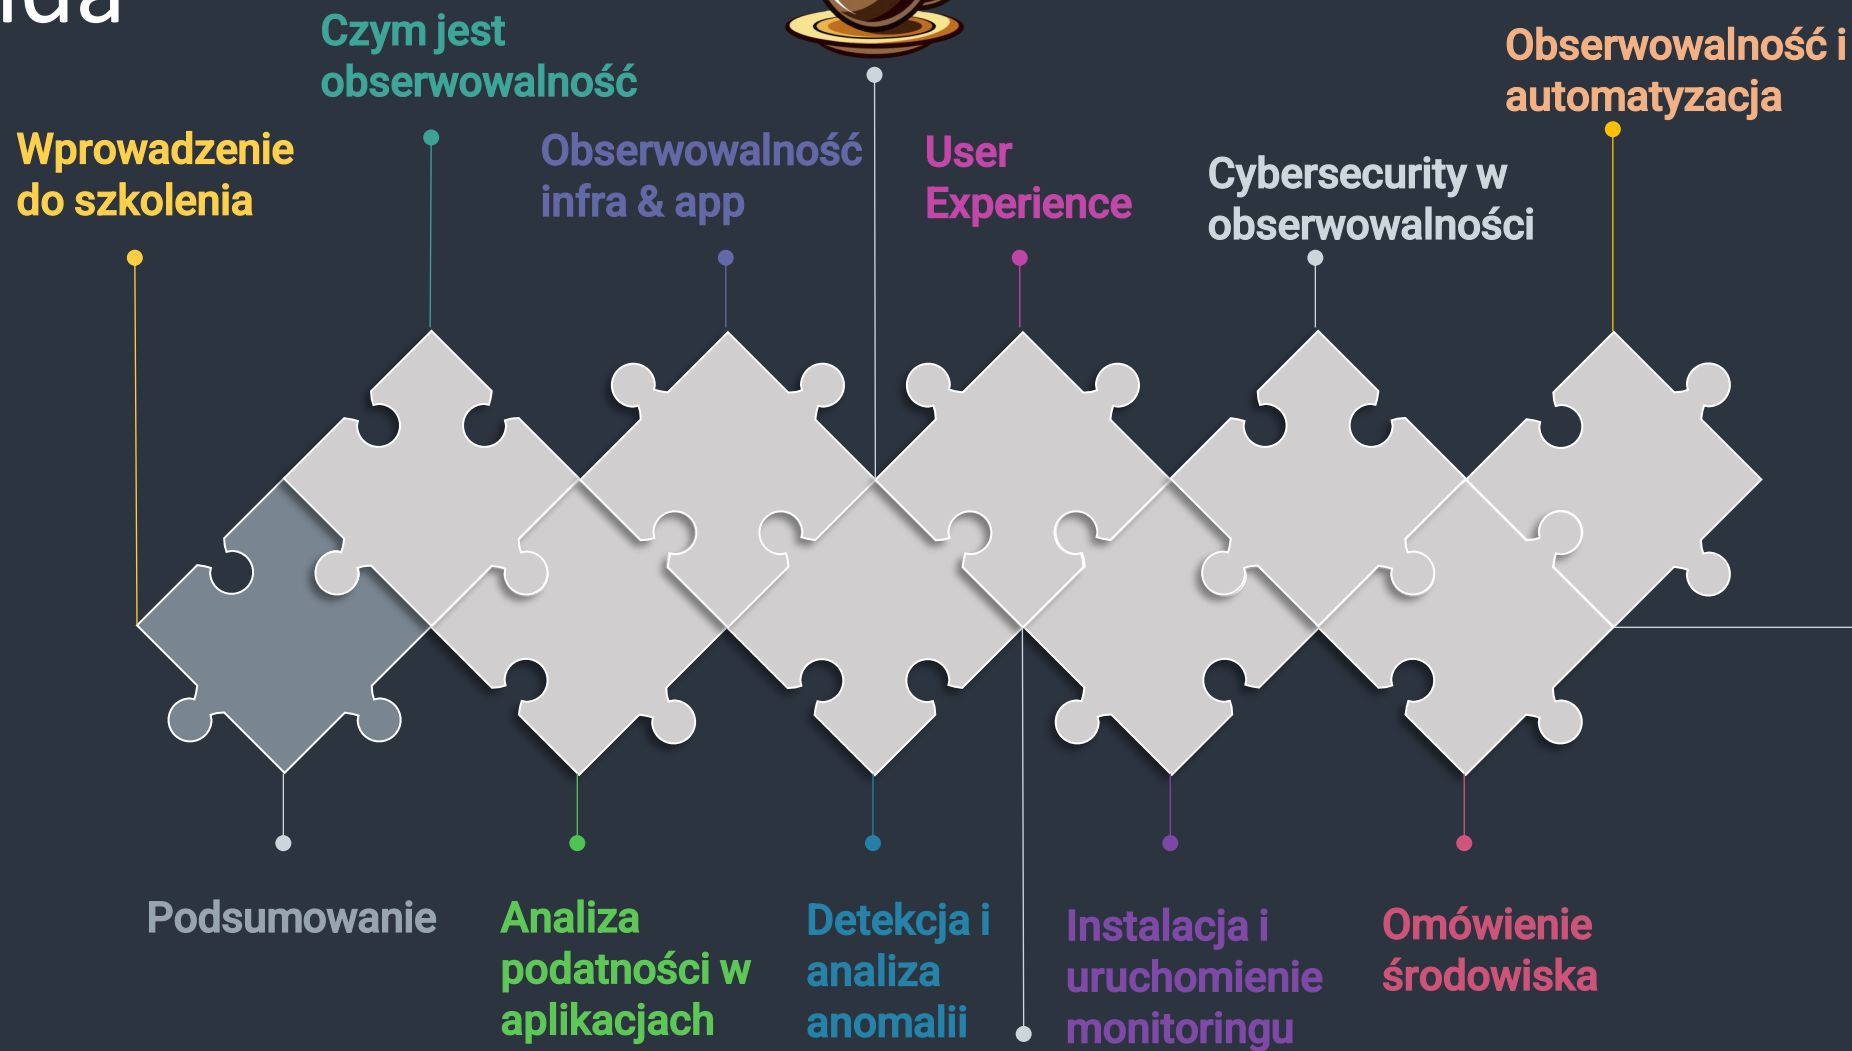 Czym jest
obserwowalność
Obserwowalność i
automatyzacja
Wprowadzenie
do szkolenia
Obserwowalność
infra & app
User
Experience
Cybersecurity w
obserwowalności
Podsumowanie
Analiza
podatności w
aplikacjach
Detekcja i
analiza
anomalii
Instalacja i
uruchomienie
monitoringu
Omówienie
środowiska